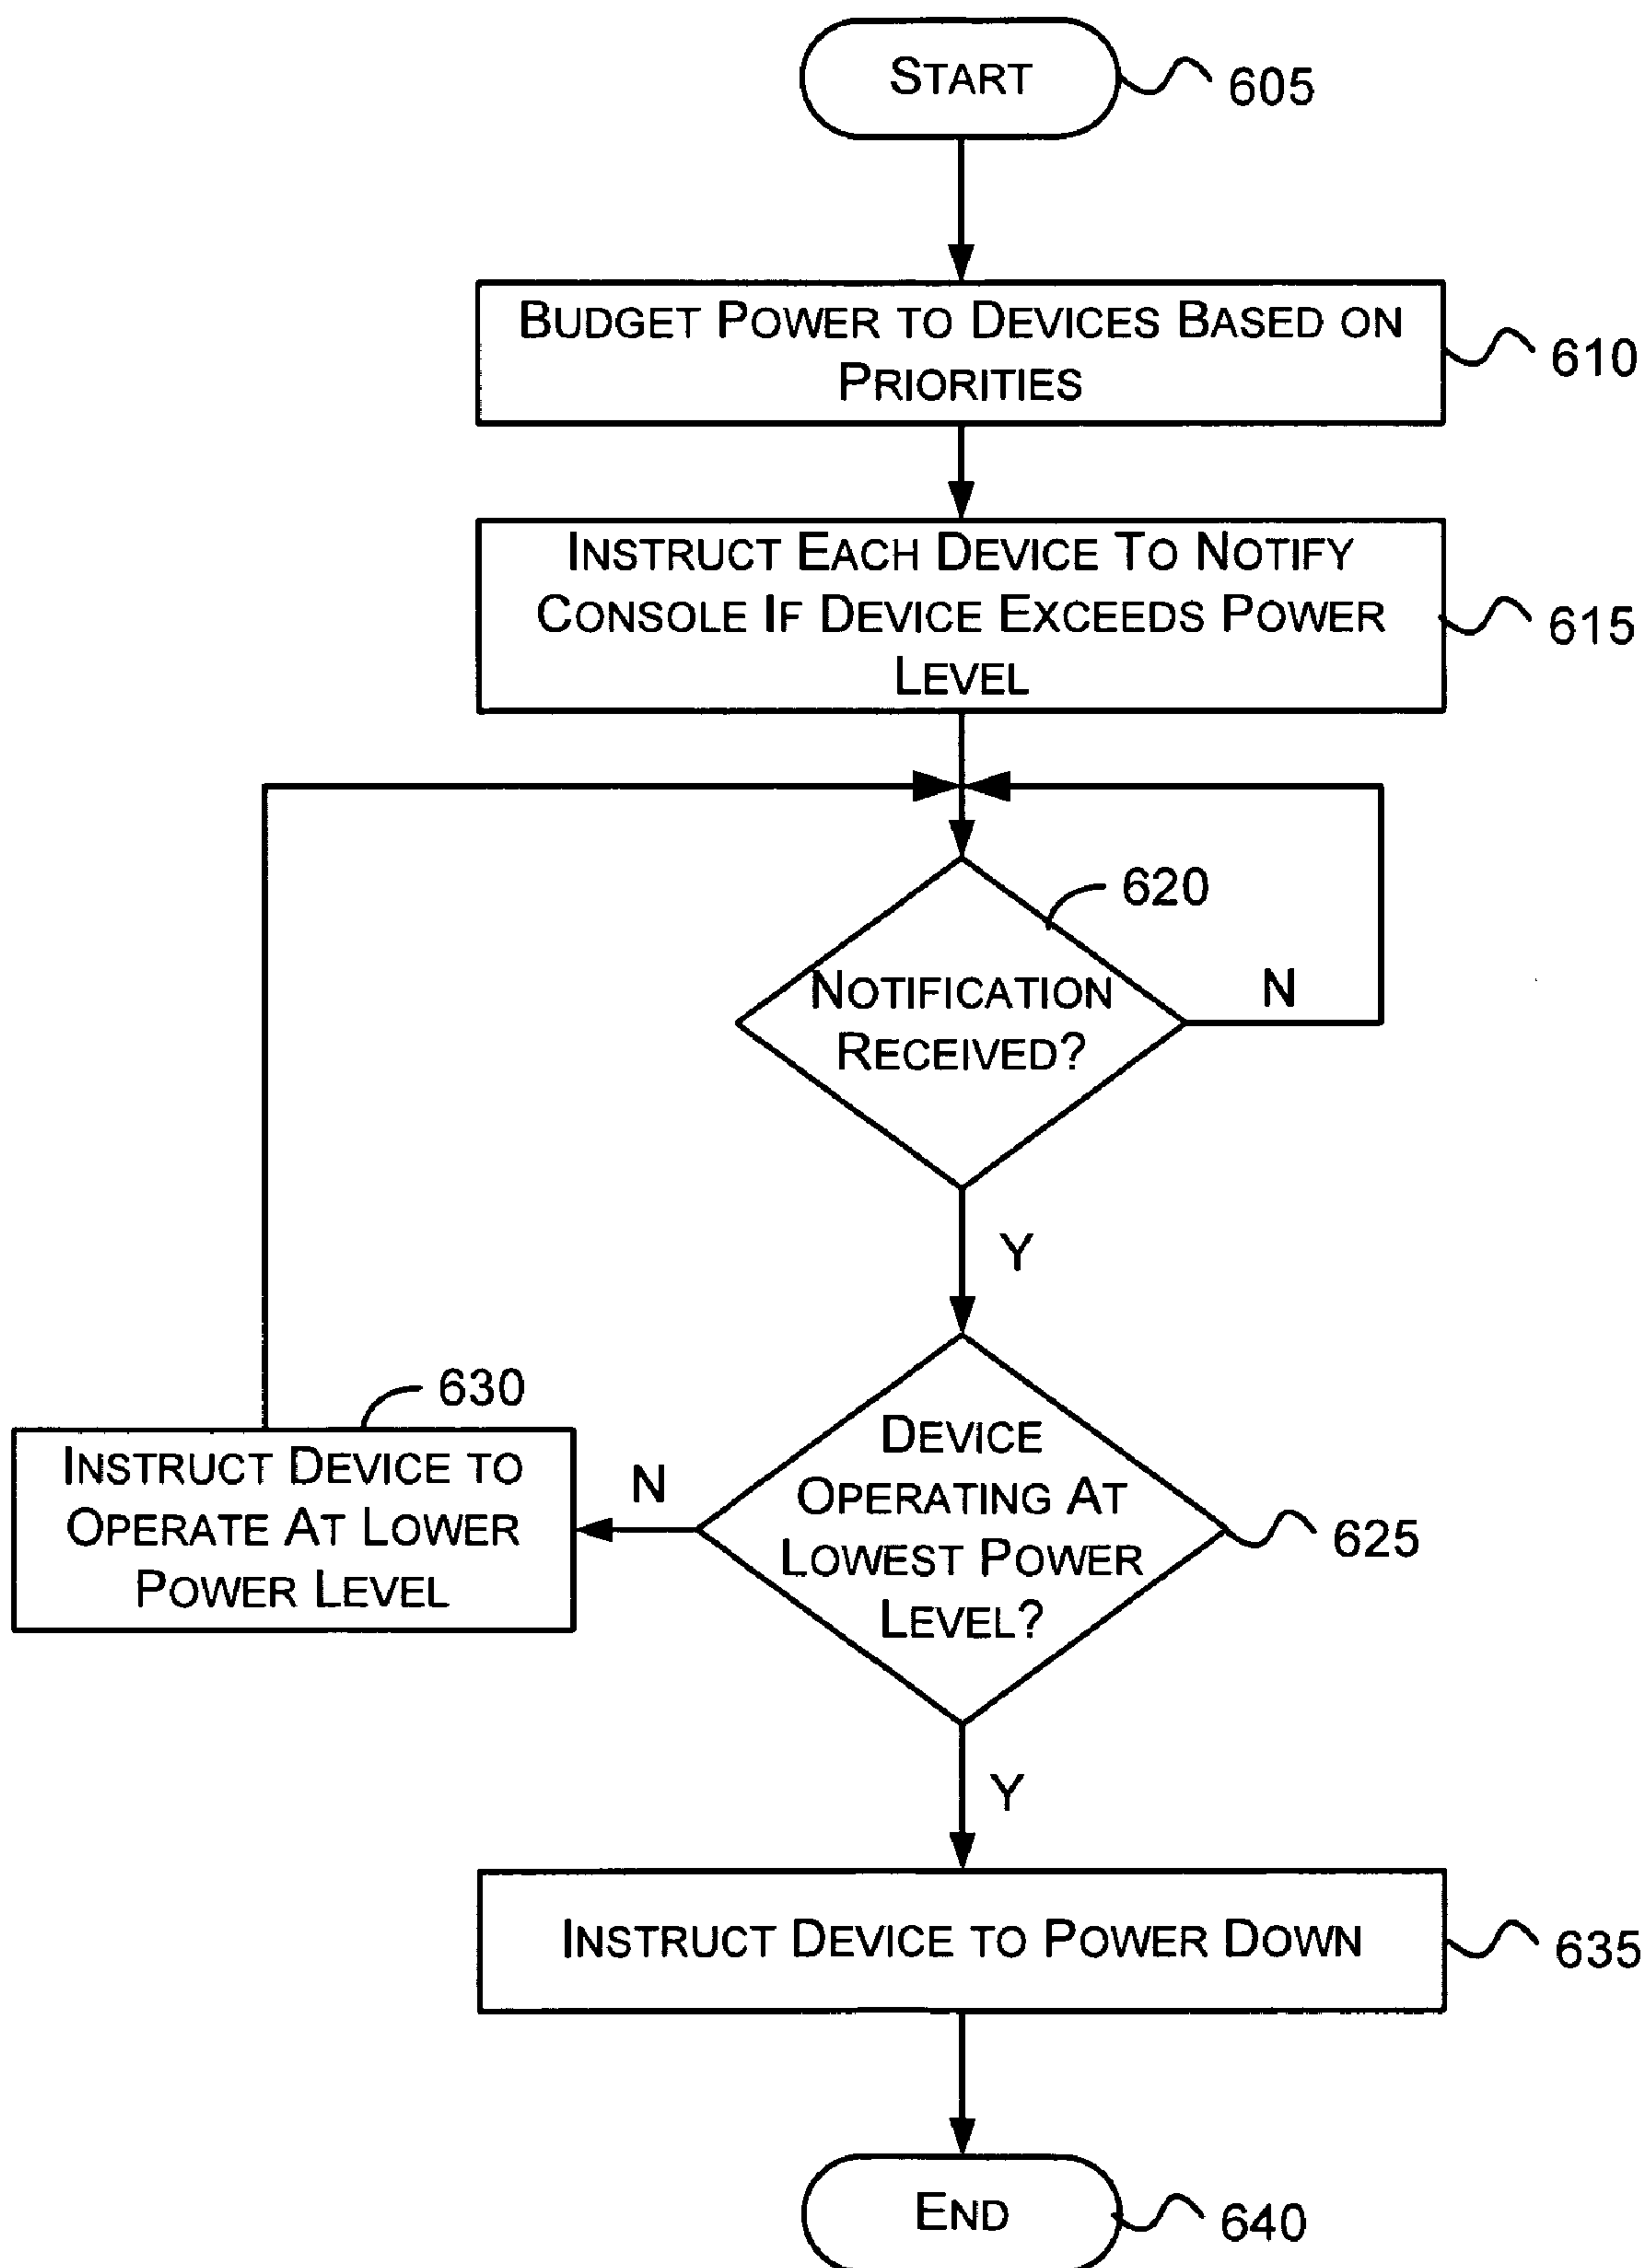 START
605
BUDGET POWER TO DEVICES BASED ON
PRIORITIES
610
INSTRUCT EACH DEVICE TO NOTIFY
CONSOLE IF DEVICE EXCEEDS POWER
LEVEL
615
620
NOTIFICATION
RECEIVED?
N
Y
630
INSTRUCT DEVICE TO
OPERATE AT LOWER
POWER LEVEL
N
DEVICE
OPERATING AT
LOWEST POWER
LEVEL?
625
Y
INSTRUCT DEVICE TO POWER DOWN
635
END
640